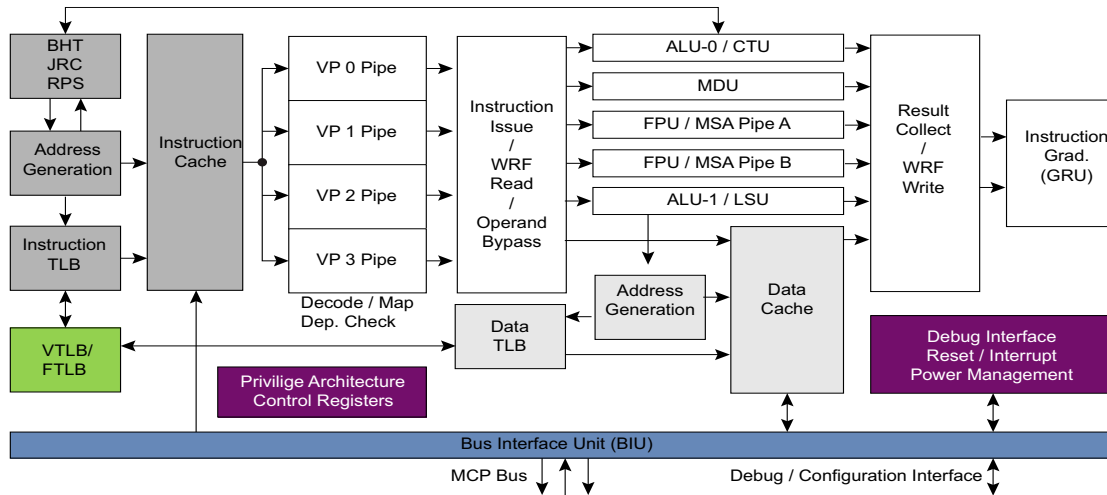 BHT
JRC
RPS
Address
Generation
Instruction
TLB
VTLB/
FTLB
Instruction
Cache
VP 0 Pipe
VP 1 Pipe
VP 2 Pipe
VP 3 Pipe
Decode / Map
Dep. Check
Instruction
Issue
/
WRF
Read
/
Operand
Bypass
ALU-0 / CTU
MDU
FPU / MSA Pipe A
FPU / MSA Pipe B
ALU-1 / LSU
Address
Generation
Data
TLB
Data
Cache
Result
Collect
/
WRF
Write
Instruction
Grad.
(GRU)
Privilige Architecture
Control Registers
Debug Interface
Reset / Interrupt
Power Management
Bus Interface Unit (BIU)
MCP Bus
Debug / Configuration Interface